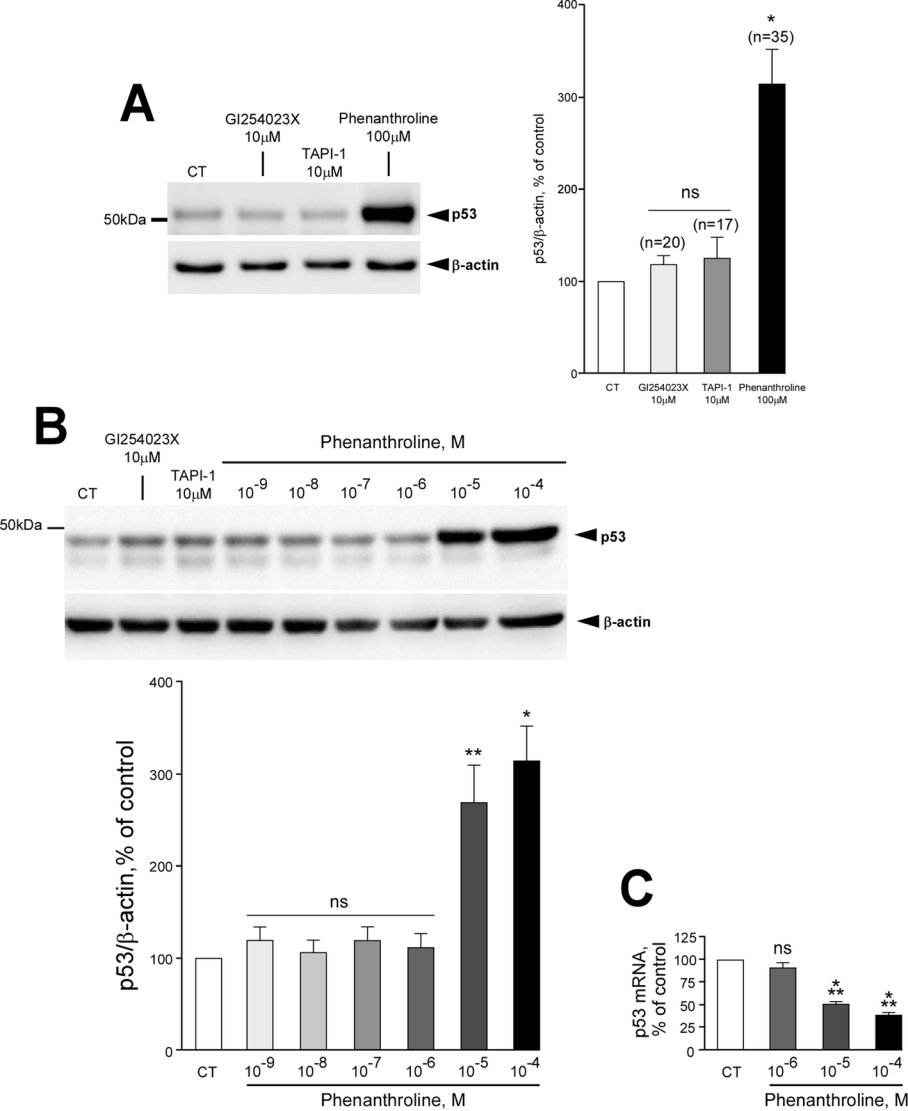 A
GI254023X
10μM
Phenanthroline
100μM
TAPI-1
10μM
CT
50kDa
p53
β-actin
p53/β-actin, % of control
400
300
200
100
0
*
(n=35)
ns
(n=17)
(n=20)
CT
GI254023X
10μM
TAPI-1
10μM
Phenanthroline
100μM
B
GI254023X
10μM
Phenanthroline, M
TAPI-1
10μM
CT
10-9
10-8
10-7
10-6
10-5
10-4
50kDa
p53
β-actin
p53/β-actin, % of control
400
300
200
100
0
ns
**
*
CT
10-9
10-8
10-7
10-6
10-5
10-4
Phenanthroline, M
C
p53 mRNA,
% of control
125
100
75
50
25
0
ns
*
**
*
**
CT
10-6
10-5
10-4
Phenanthroline, M